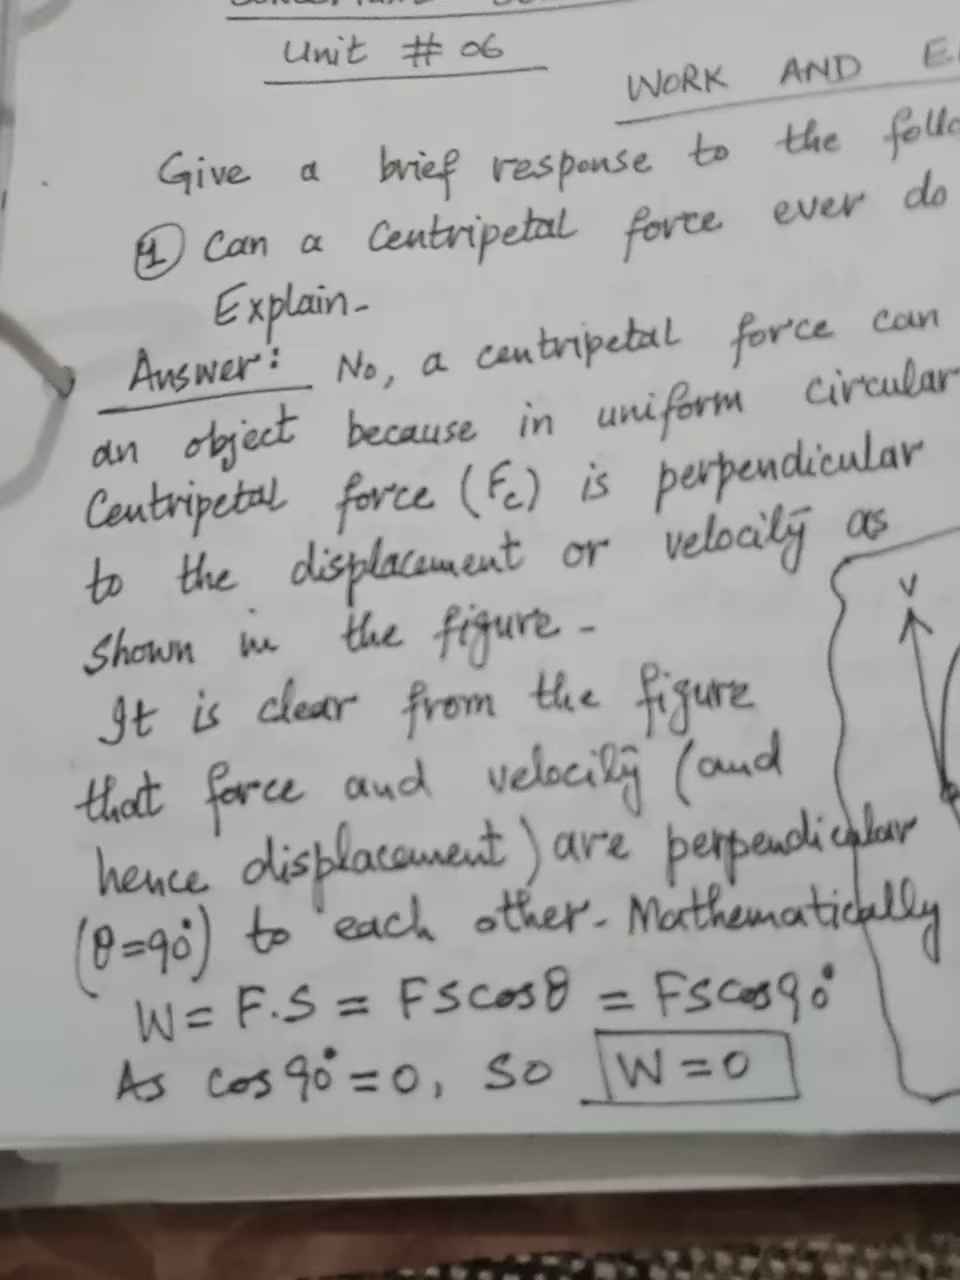 Unit # 06
WORK AND
Give a brief response to the
① Can a Centripetal force ever do
Explain-
Answer: No, a centripetal force can
an object because in uniform circular
Centripetal force (Fc) is perpendicular
to the displacement or velocity as
shown in the figure-
v
It is clear from the figure
that force and velocity (and
hence displacement) are perpendicular
(θ=90°) to each other- Mathematically
W = F.S = FScosθ = FScos90°
As cos90°=0, so W=0